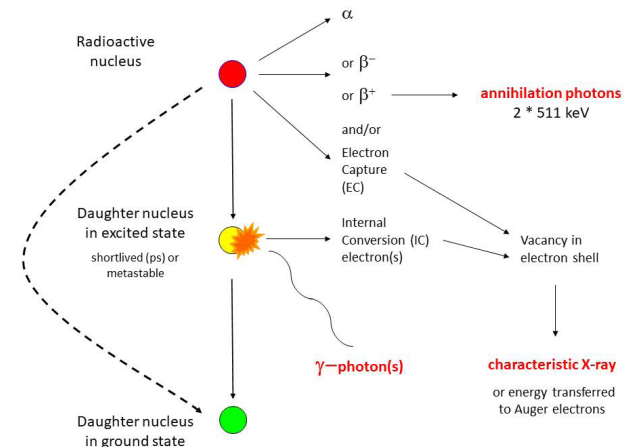 α
Radioactive
nucleus
or β⁻
or β⁺
annihilation photons
2 * 511 keV
and/or
Electron
Capture
(EC)
Daughter nucleus
in excited state
shortlived (ps) or
metastable
Internal
Conversion (IC)
electron(s)
Vacancy in
electron shell
γ−photon(s)
characteristic X-ray
or energy transferred
to Auger electrons
Daughter nucleus
in ground state